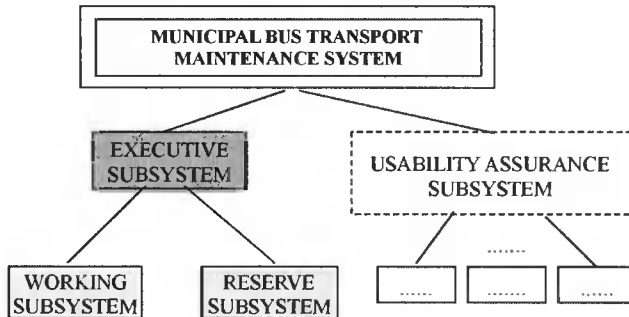 MUNICIPAL BUS TRANSPORT
MAINTENANCE SYSTEM
EXECUTIVE
SUBSYSTEM
USABILITY ASSURANCE
SUBSYSTEM
.......
WORKING
SUBSYSTEM
RESERVE
SUBSYSTEM
......
.......
......